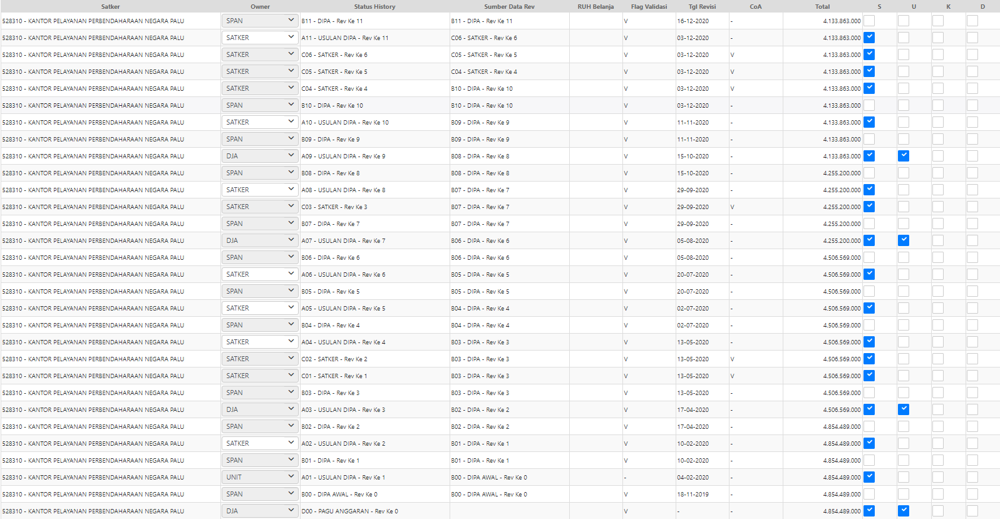 Satker Owner Status History Sumber Data Rev RUH Belanja Flag Validasi Tgl Revisi CoA Total S U K D
528310 - KANTOR PELAYANAN PERBENDAHARAAN NEGARA PALU SPAN B11 - DIPA - Rev Ke 11 B11 - DIPA - Rev Ke 11 V 16-12-2020 - 4.133.863.000
528310 - KANTOR PELAYANAN PERBENDAHARAAN NEGARA PALU SATKER A11 - USULAN DIPA - Rev Ke 11 C06 - SATKER - Rev Ke 6 V 03-12-2020 - 4.133.863.000
528310 - KANTOR PELAYANAN PERBENDAHARAAN NEGARA PALU SATKER C06 - SATKER - Rev Ke 6 C05 - SATKER - Rev Ke 5 V 03-12-2020 V 4.133.863.000
528310 - KANTOR PELAYANAN PERBENDAHARAAN NEGARA PALU SATKER C05 - SATKER - Rev Ke 5 C04 - SATKER - Rev Ke 4 V 03-12-2020 V 4.133.863.000
528310 - KANTOR PELAYANAN PERBENDAHARAAN NEGARA PALU SATKER C04 - SATKER - Rev Ke 4 B10 - DIPA - Rev Ke 10 V 03-12-2020 V 4.133.863.000
528310 - KANTOR PELAYANAN PERBENDAHARAAN NEGARA PALU SPAN B10 - DIPA - Rev Ke 10 B10 - DIPA - Rev Ke 10 V 03-12-2020 - 4.133.863.000
528310 - KANTOR PELAYANAN PERBENDAHARAAN NEGARA PALU SATKER A10 - USULAN DIPA - Rev Ke 10 B09 - DIPA - Rev Ke 9 V 11-11-2020 - 4.133.863.000
528310 - KANTOR PELAYANAN PERBENDAHARAAN NEGARA PALU SPAN B09 - DIPA - Rev Ke 9 B09 - DIPA - Rev Ke 9 V 11-11-2020 - 4.133.863.000
528310 - KANTOR PELAYANAN PERBENDAHARAAN NEGARA PALU DJA A09 - USULAN DIPA - Rev Ke 9 B08 - DIPA - Rev Ke 8 V 15-10-2020 - 4.133.863.000
528310 - KANTOR PELAYANAN PERBENDAHARAAN NEGARA PALU SPAN B08 - DIPA - Rev Ke 8 B08 - DIPA - Rev Ke 8 V 15-10-2020 - 4.255.200.000
528310 - KANTOR PELAYANAN PERBENDAHARAAN NEGARA PALU SATKER A08 - USULAN DIPA - Rev Ke 8 B07 - DIPA - Rev Ke 7 V 29-09-2020 - 4.255.200.000
528310 - KANTOR PELAYANAN PERBENDAHARAAN NEGARA PALU SATKER C03 - SATKER - Rev Ke 3 B07 - DIPA - Rev Ke 7 V 29-09-2020 V 4.255.200.000
528310 - KANTOR PELAYANAN PERBENDAHARAAN NEGARA PALU SPAN B07 - DIPA - Rev Ke 7 B07 - DIPA - Rev Ke 7 V 29-09-2020 - 4.255.200.000
528310 - KANTOR PELAYANAN PERBENDAHARAAN NEGARA PALU DJA A07 - USULAN DIPA - Rev Ke 7 B06 - DIPA - Rev Ke 6 V 05-08-2020 - 4.255.200.000
528310 - KANTOR PELAYANAN PERBENDAHARAAN NEGARA PALU SPAN B06 - DIPA - Rev Ke 6 B06 - DIPA - Rev Ke 6 V 05-08-2020 - 4.506.569.000
528310 - KANTOR PELAYANAN PERBENDAHARAAN NEGARA PALU SATKER A06 - USULAN DIPA - Rev Ke 6 B05 - DIPA - Rev Ke 5 V 20-07-2020 - 4.506.569.000
528310 - KANTOR PELAYANAN PERBENDAHARAAN NEGARA PALU SPAN B05 - DIPA - Rev Ke 5 B05 - DIPA - Rev Ke 5 V 20-07-2020 - 4.506.569.000
528310 - KANTOR PELAYANAN PERBENDAHARAAN NEGARA PALU SATKER A05 - USULAN DIPA - Rev Ke 5 B04 - DIPA - Rev Ke 4 V 02-07-2020 - 4.506.569.000
528310 - KANTOR PELAYANAN PERBENDAHARAAN NEGARA PALU SPAN B04 - DIPA - Rev Ke 4 B04 - DIPA - Rev Ke 4 V 02-07-2020 - 4.506.569.000
528310 - KANTOR PELAYANAN PERBENDAHARAAN NEGARA PALU SATKER A04 - USULAN DIPA - Rev Ke 4 B03 - DIPA - Rev Ke 3 V 13-05-2020 - 4.506.569.000
528310 - KANTOR PELAYANAN PERBENDAHARAAN NEGARA PALU SATKER C02 - SATKER - Rev Ke 2 B03 - DIPA - Rev Ke 3 V 13-05-2020 V 4.506.569.000
528310 - KANTOR PELAYANAN PERBENDAHARAAN NEGARA PALU SATKER C01 - SATKER - Rev Ke 1 B03 - DIPA - Rev Ke 3 V 13-05-2020 V 4.506.569.000
528310 - KANTOR PELAYANAN PERBENDAHARAAN NEGARA PALU SPAN B03 - DIPA - Rev Ke 3 B03 - DIPA - Rev Ke 3 V 13-05-2020 - 4.506.569.000
528310 - KANTOR PELAYANAN PERBENDAHARAAN NEGARA PALU DJA A03 - USULAN DIPA - Rev Ke 3 B02 - DIPA - Rev Ke 2 V 17-04-2020 - 4.506.569.000
528310 - KANTOR PELAYANAN PERBENDAHARAAN NEGARA PALU SPAN B02 - DIPA - Rev Ke 2 B02 - DIPA - Rev Ke 2 V 17-04-2020 - 4.854.489.000
528310 - KANTOR PELAYANAN PERBENDAHARAAN NEGARA PALU SATKER A02 - USULAN DIPA - Rev Ke 2 B01 - DIPA - Rev Ke 1 V 10-02-2020 - 4.854.489.000
528310 - KANTOR PELAYANAN PERBENDAHARAAN NEGARA PALU SPAN B01 - DIPA - Rev Ke 1 B01 - DIPA - Rev Ke 1 V 10-02-2020 - 4.854.489.000
528310 - KANTOR PELAYANAN PERBENDAHARAAN NEGARA PALU UNIT A01 - USULAN DIPA - Rev Ke 1 B00 - DIPA AWAL - Rev Ke 0 - 04-02-2020 - 4.854.489.000
528310 - KANTOR PELAYANAN PERBENDAHARAAN NEGARA PALU SPAN B00 - DIPA AWAL - Rev Ke 0 B00 - DIPA AWAL - Rev Ke 0 V 18-11-2019 - 4.854.489.000
528310 - KANTOR PELAYANAN PERBENDAHARAAN NEGARA PALU DJA D00 - PAGU ANGGARAN - Rev Ke 0 V - - 4.854.489.000